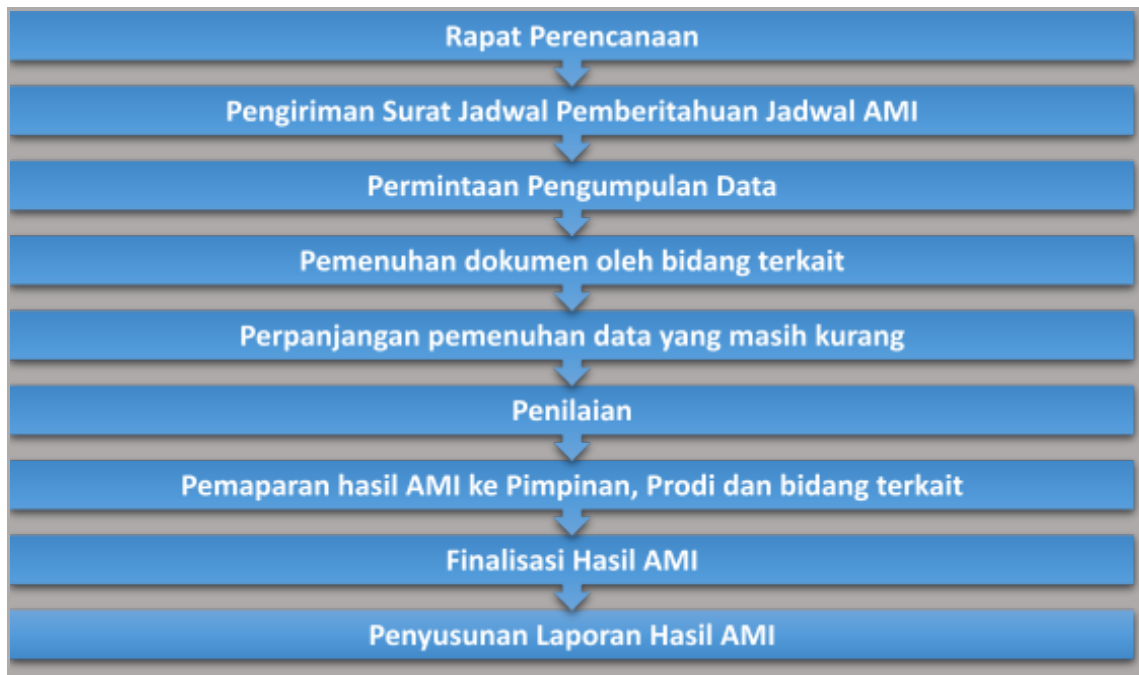 Rapat Perencanaan
Pengiriman Surat Jadwal Pemberitahuan Jadwal AMI
Permintaan Pengumpulan Data
Pemenuhan dokumen oleh bidang terkait
Perpanjangan pemenuhan data yang masih kurang
Penilaian
Pemaparan hasil AMI ke Pimpinan, Prodi dan bidang terkait
Finalisasi Hasil AMI
Penyusunan Laporan Hasil AMI